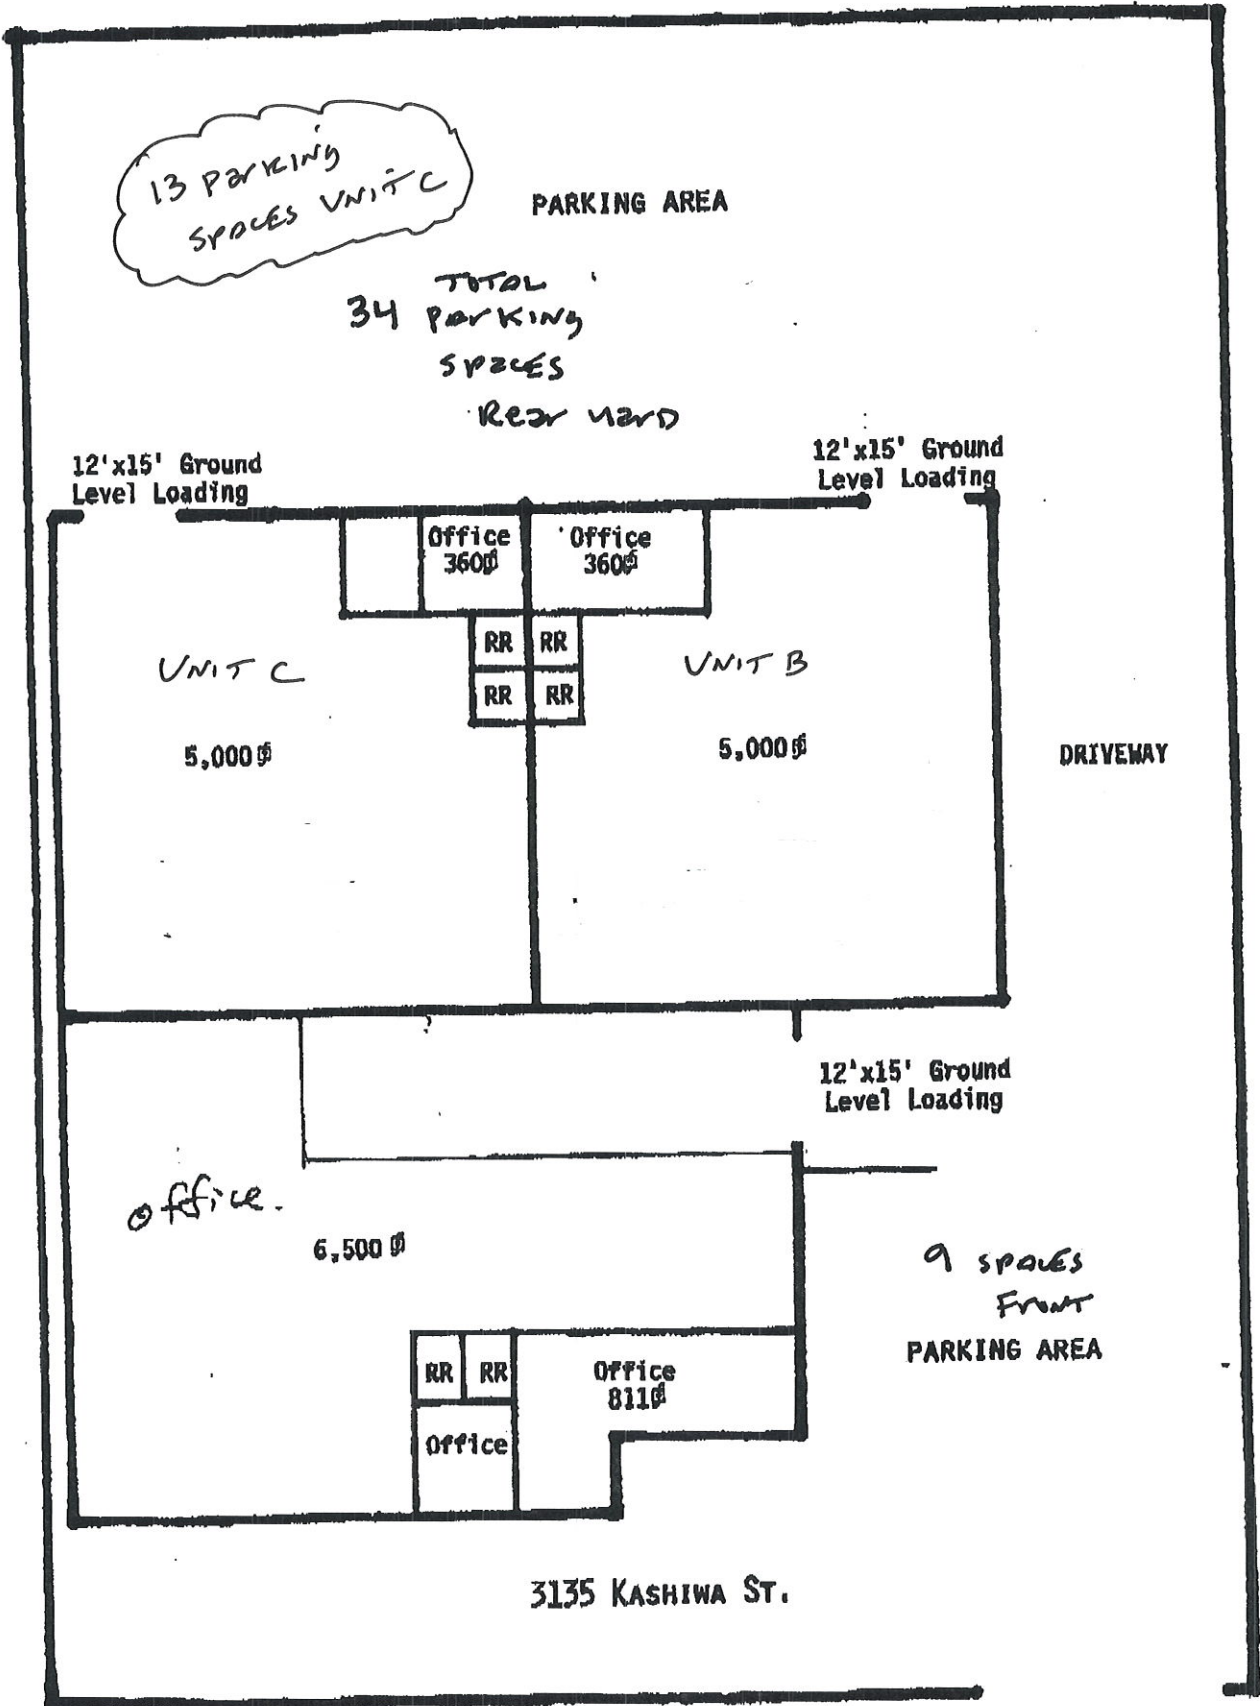 13 parking
spaces Unit C
PARKING AREA
TOTAL
34 parking
spaces
Rear yard
12'x15' Ground
Level Loading
12'x15' Ground
Level Loading
Office
360⌀
Office
360⌀
RR
RR
RR
RR
UNIT C
UNIT B
5,000⌀
5,000⌀
DRIVEWAY
12'x15' Ground
Level Loading
office.
6,500⌀
9 spaces
Front
PARKING AREA
RR
RR
Office
811⌀
Office
3135 KASHIWA ST.